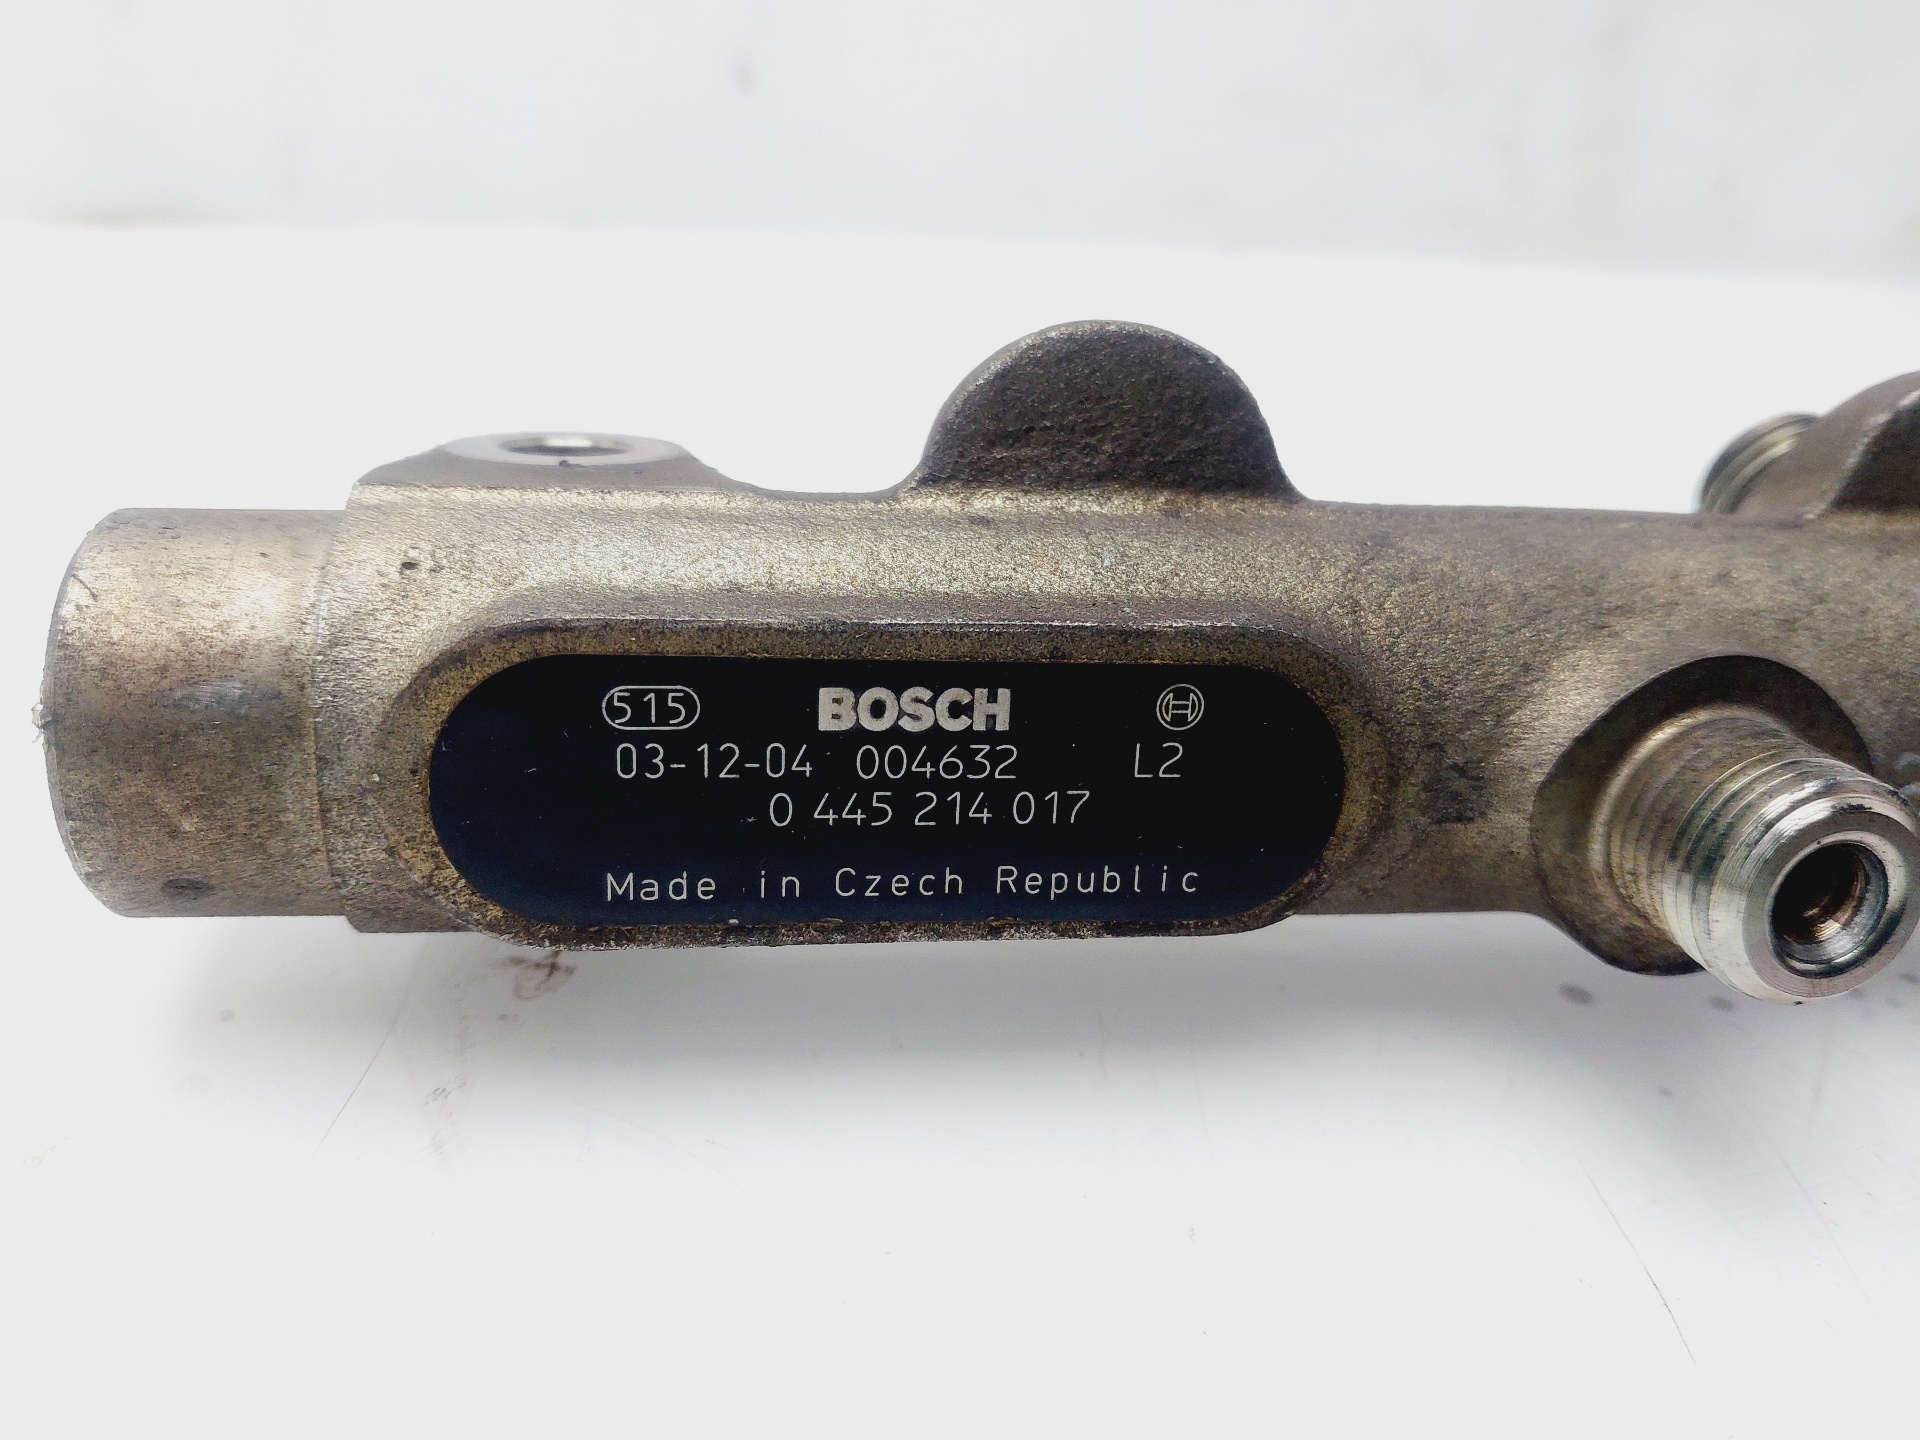 515 BOSCH
03-12-04 004632 L2
0 445 214 017
Made in Czech Republic